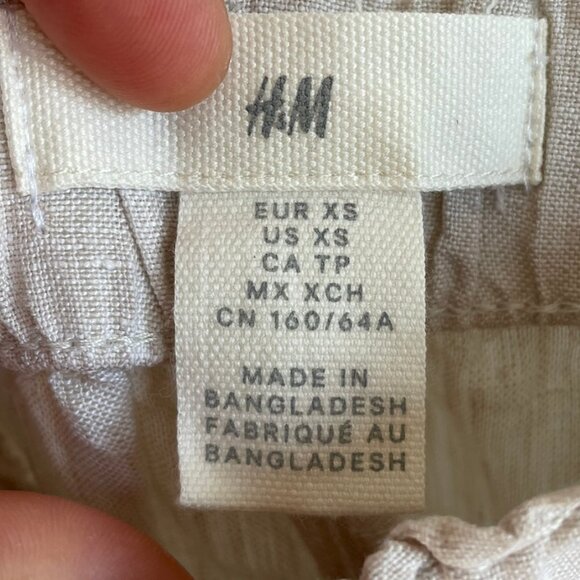 H&M
EUR XS
US XS
CA TP
MX XCH
CN 160/64A
MADE IN
BANGLADESH
FABRIQUÉ AU
BANGLADESH